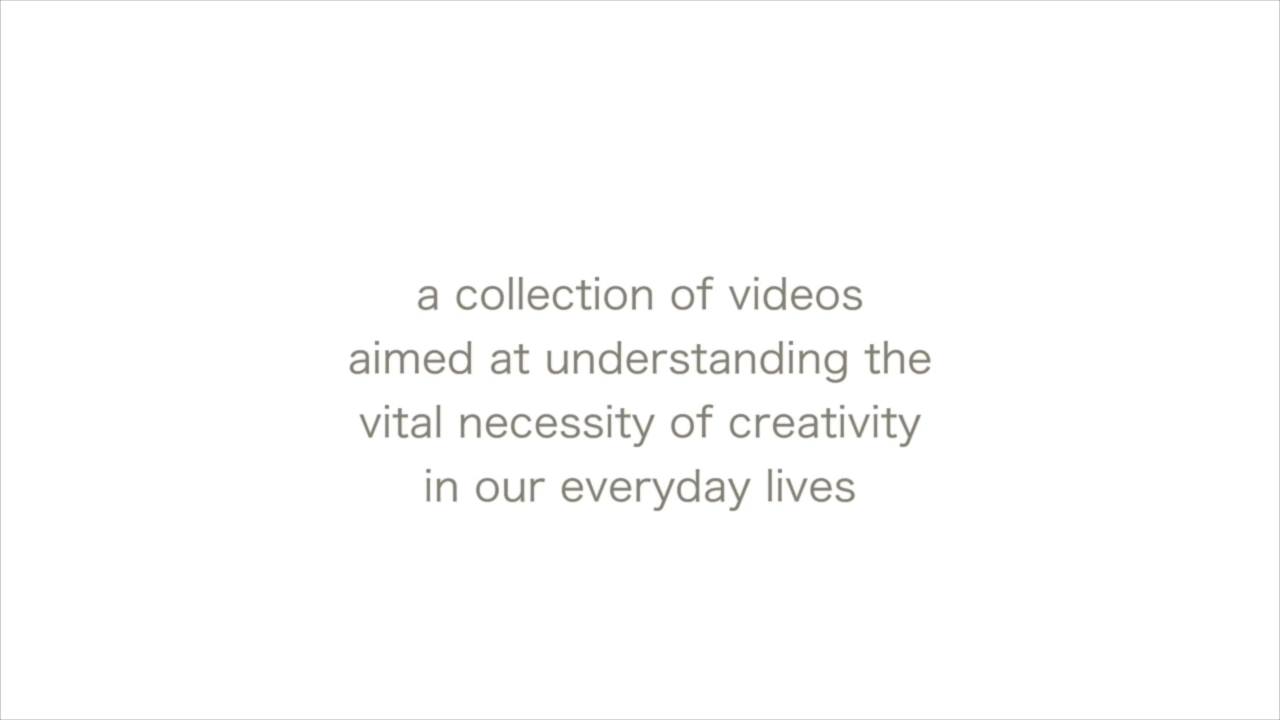 a collection of videos
aimed at understanding the
vital necessity of creativity
in our everyday lives